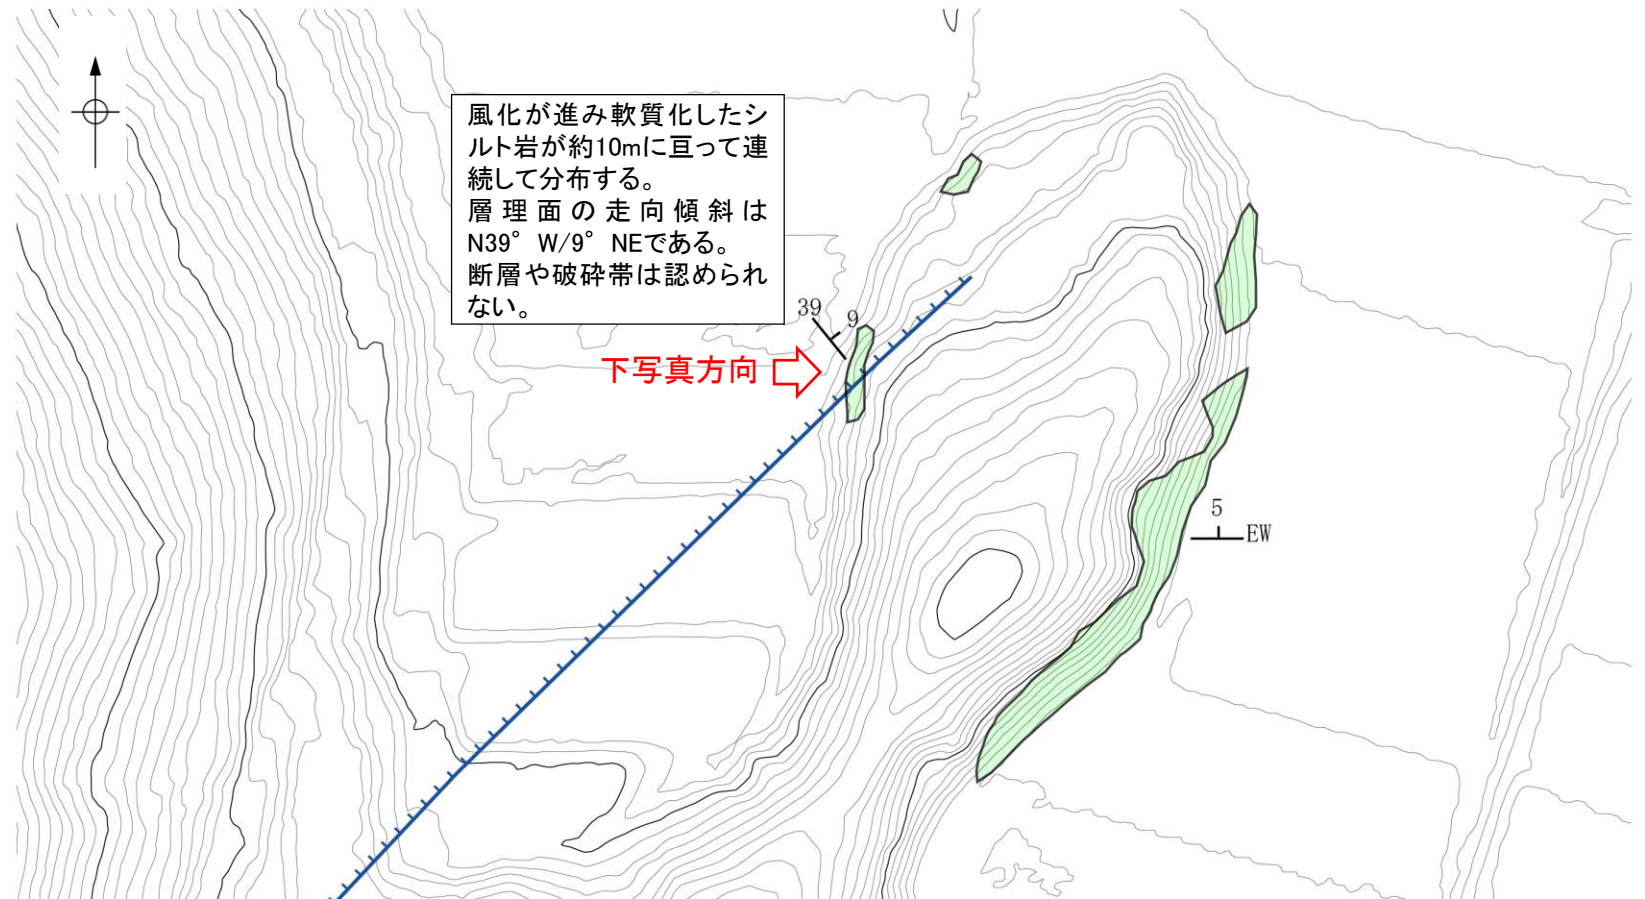 風化が進み軟質化したシ
ルト岩が約10mに亘って連
続して分布する。
層理面の走向傾斜は
N39° W/9° NEである。
断層や破砕帯は認められ
ない。
39
9
下写真方向
5
EW